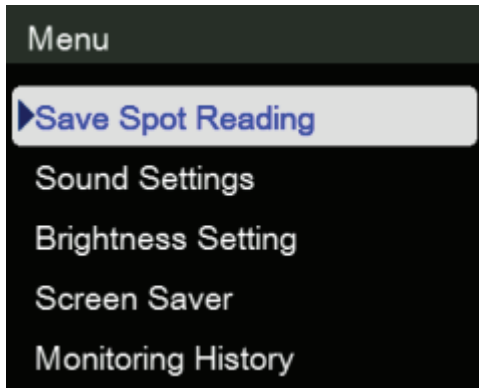 Menu
Save Spot Reading
Sound Settings
Brightness Setting
Screen Saver
Monitoring History